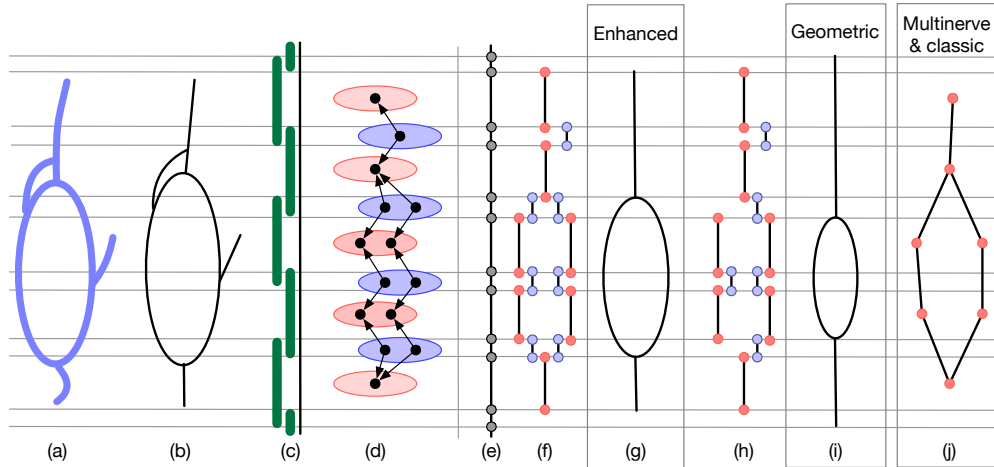 Enhanced
Geometric
Multinerve
& classic
(a) (b) (c) (d) (e) (f) (g) (h) (i) (j)